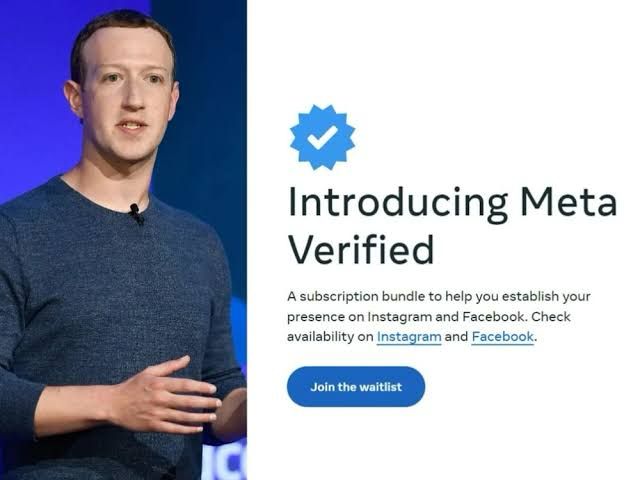 Introducing Meta
Verified
A subscription bundle to help you establish your
presence on Instagram and Facebook. Check
availability on Instagram and Facebook.
Join the waitlist